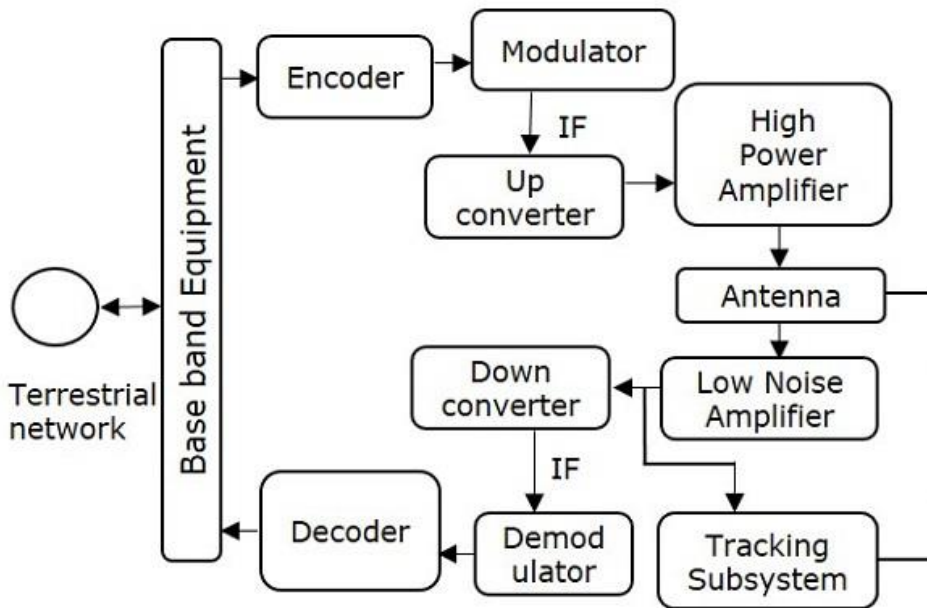 Encoder
Modulator
IF
Up
converter
High
Power
Amplifier
Antenna
Base band Equipment
Terrestrial
network
Down
converter
Low Noise
Amplifier
IF
Decoder
Demod
ulator
Tracking
Subsystem